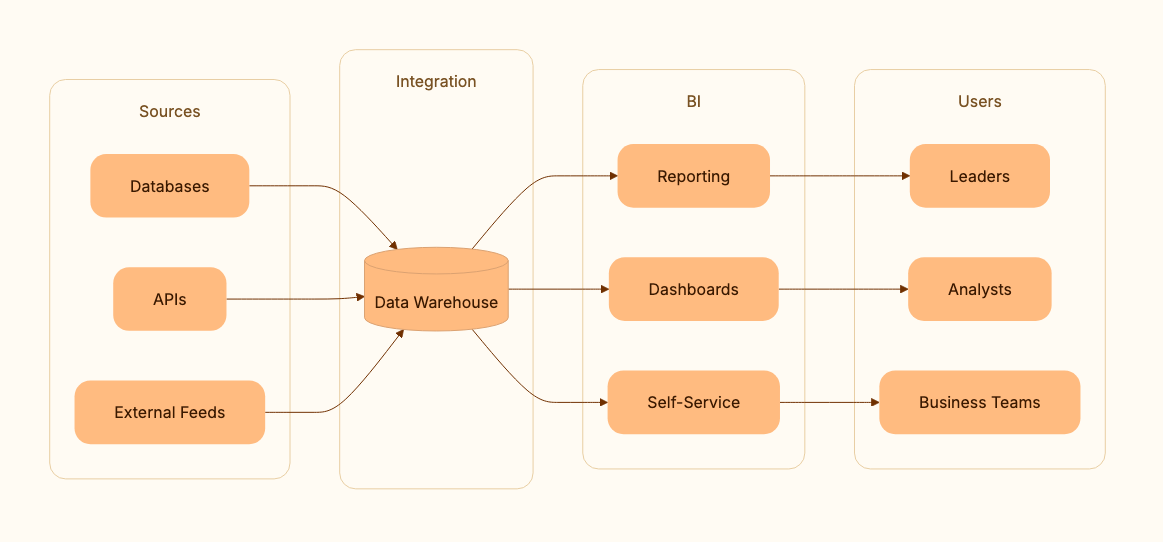 Sources
Databases
APIs
External Feeds
Integration
Data Warehouse
BI
Reporting
Dashboards
Self-Service
Users
Leaders
Analysts
Business Teams